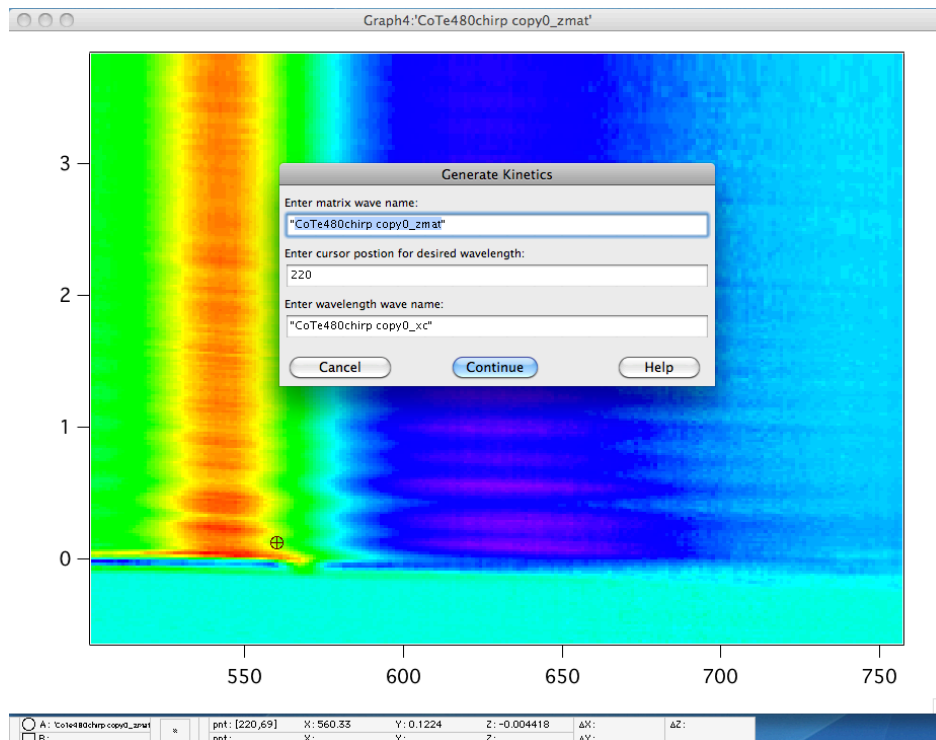 Graph4:'CoTe480chirp copy0_zmat'
3
2
1
0
Generate Kinetics
Enter matrix wave name:
"CoTe480chirp copy0_zmat"
Enter cursor postion for desired wavelength:
220
Enter wavelength wave name:
"CoTe480chirp copy0_xc"
Cancel Continue Help
550 600 650 700 750
A: 'CoTe480chirp copy0_zmat pnt: [220,69] X: 560.33 Y: 0.1224 Z: -0.004418 ΔX: ΔZ:
B: pnt: X: Y: Z: ΔY: